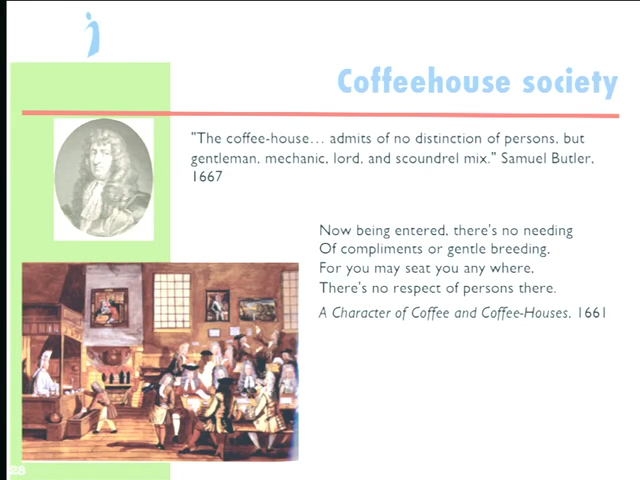 Coffeehouse society
"The coffee-house... admits of no distinction of persons, but
gentleman, mechanic, lord, and scoundrel mix." Samuel Butler,
1667
Now being entered, there's no needing
Of compliments or gentle breeding,
For you may seat you any where,
There's no respect of persons there.
A Character of Coffee and Coffee-Houses, 1661
28